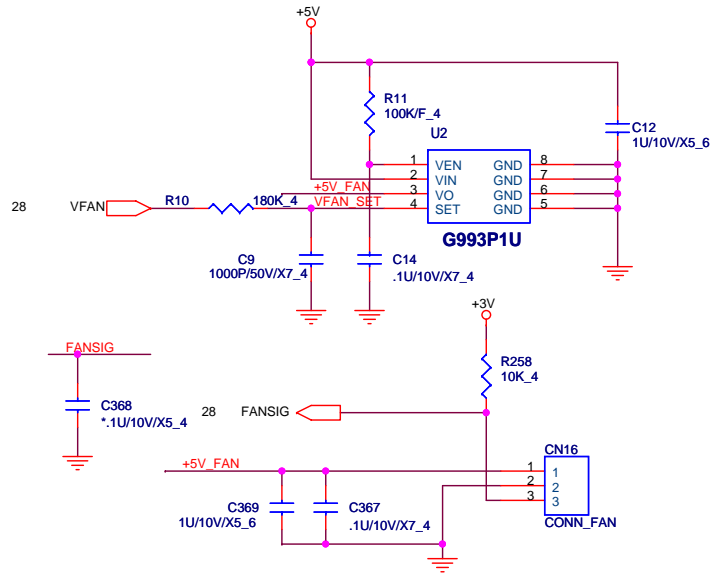 +5V
R11
100K/F_4
U2
C12
1U/10V/X5_6
1 VEN GND 8
2 VIN GND 7
+5V_FAN 3 VO GND 6
28 VFAN R10 180K_4 VFAN_SET 4 SET GND 5
G993P1U
C9
1000P/50V/X7_4
C14
.1U/10V/X7_4
+3V
FANSIG
R258
10K_4
C368
*.1U/10V/X5_4
28 FANSIG
CN16
+5V_FAN 1 1
2 2
3 3
C369
1U/10V/X5_6
C367
.1U/10V/X7_4
CONN_FAN